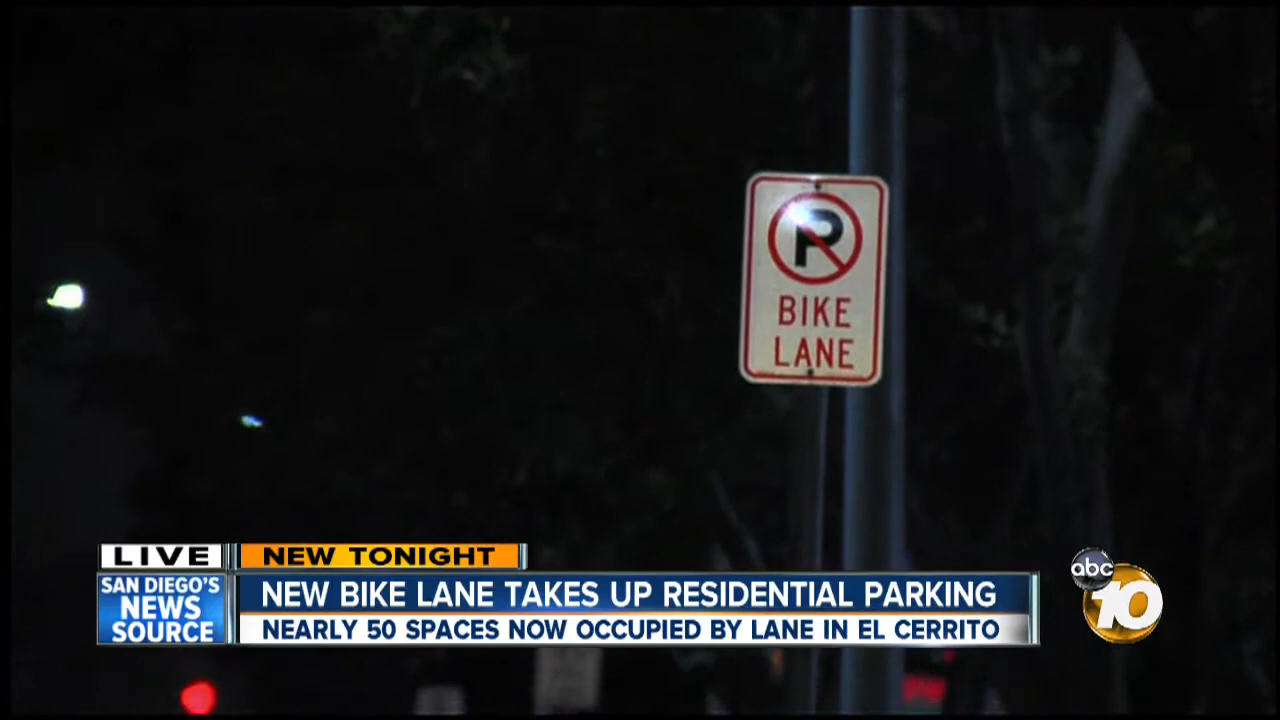 P
BIKE
LANE
LIVE
NEW TONIGHT
SAN DIEGO'S
NEWS
SOURCE
NEW BIKE LANE TAKES UP RESIDENTIAL PARKING
NEARLY 50 SPACES NOW OCCUPIED BY LANE IN EL CERRITO
abc
10